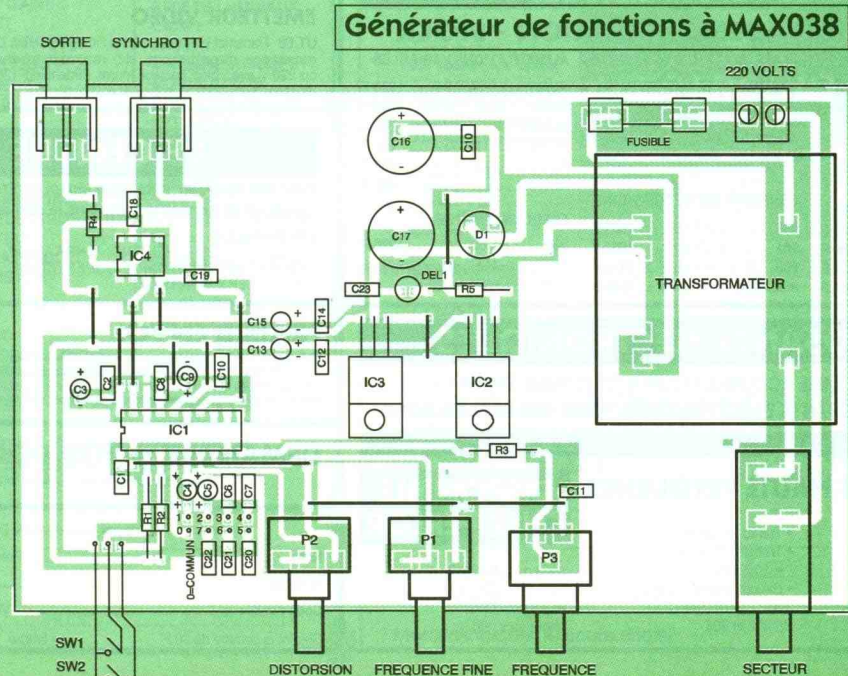 Générateur de fonctions à MAX038
SORTIE
SYNCHRO TTL
220 VOLTS
FUSIBLE
C16
+
-
C10
C17
+
-
D1
C18
R4
IC4
C19
C23
DEL1
R5
TRANSFORMATEUR
C15
+
-
C14
C13
+
-
C12
IC3
IC2
C3
+
-
C2
C8
C9
-
+
C10
IC1
R3
C1
R1
R2
+ C4
+ C5
C6
C7
C11
+ +
1 2 3 4
0 7 6 5
0=COMMUN
C22
C21
C20
P2
P1
P3
SW1
SW2
DISTORSION
FREQUENCE FINE
FREQUENCE
SECTEUR